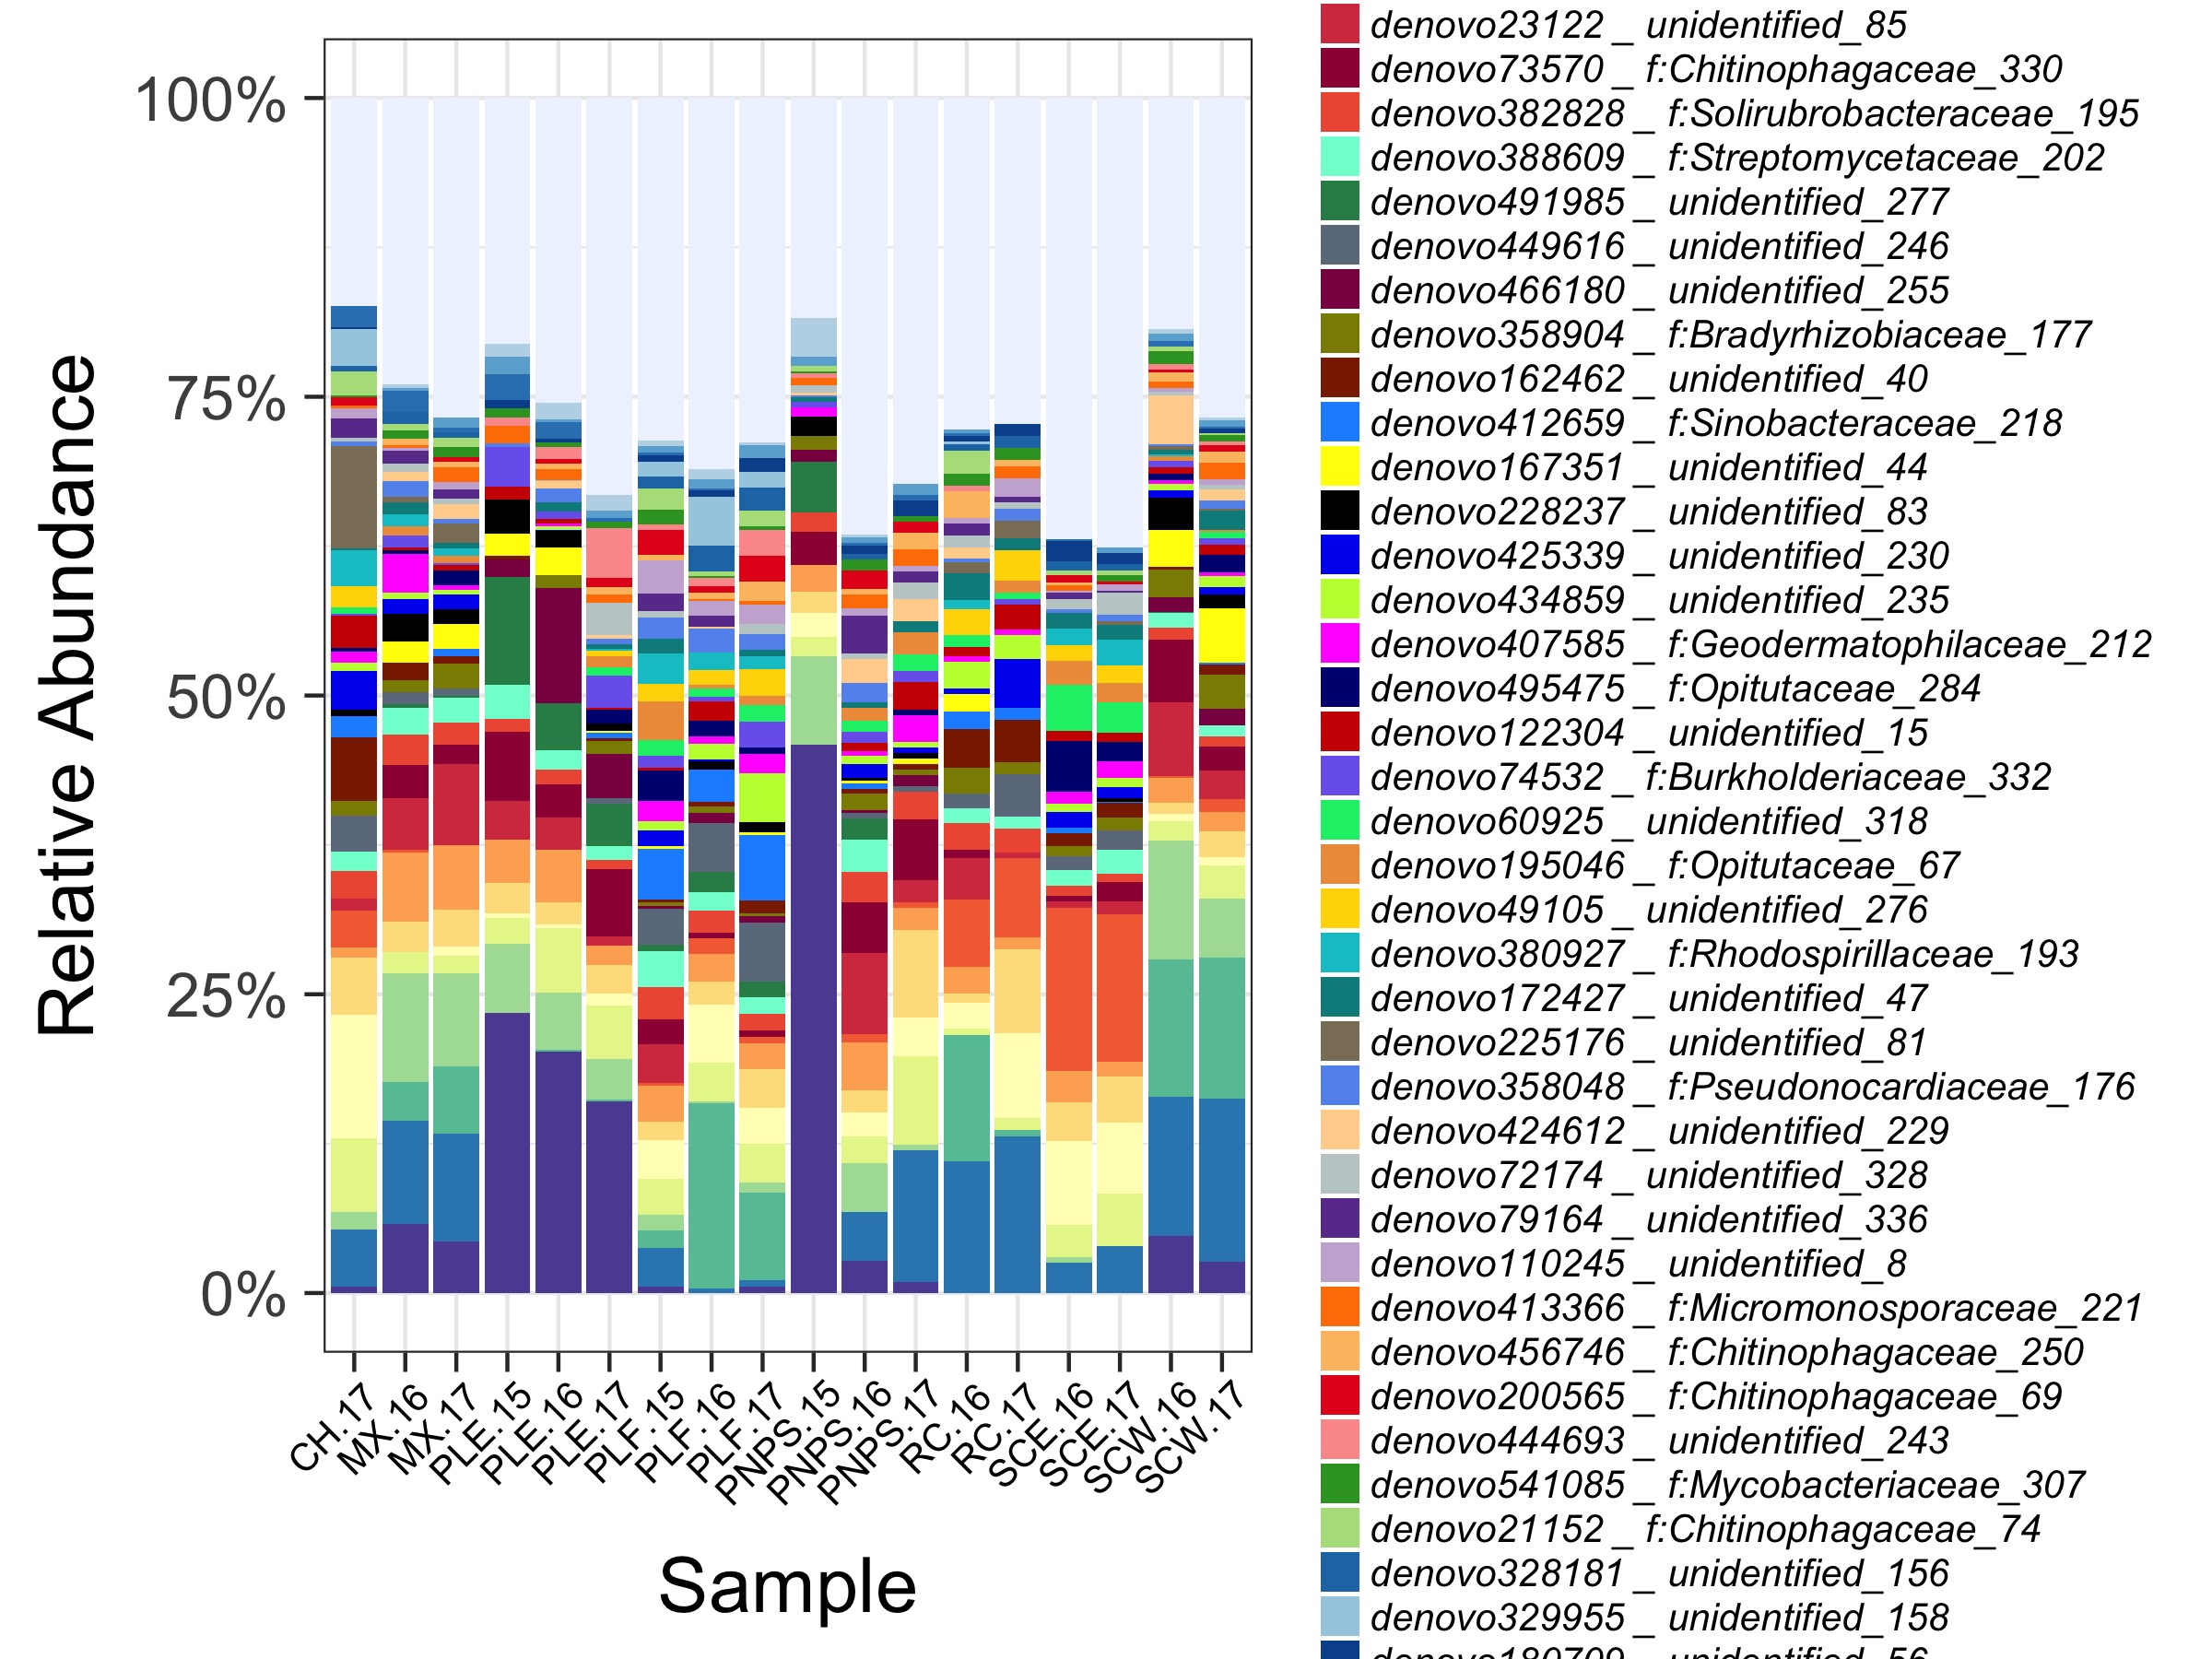 Relative Abundance
100%
75%
50%
25%
0%
CH.17
MX.16
MX.17
PLE.15
PLE.16
PLE.17
PLF.15
PLF.16
PLF.17
PNPS.15
PNPS.16
PNPS.17
RC.16
RC.17
SCE.16
SCE.17
SCW.16
SCW.17
Sample
denovo23122 _ unidentified_85
denovo73570 _ f:Chitinophagaceae_330
denovo382828 _ f:Solirubrobacteraceae_195
denovo388609 _ f:Streptomycetaceae_202
denovo491985 _ unidentified_277
denovo449616 _ unidentified_246
denovo466180 _ unidentified_255
denovo358904 _ f:Bradyrhizobiaceae_177
denovo162462 _ unidentified_40
denovo412659 _ f:Sinobacteraceae_218
denovo167351 _ unidentified_44
denovo228237 _ unidentified_83
denovo425339 _ unidentified_230
denovo434859 _ unidentified_235
denovo407585 _ f:Geodermatophilaceae_212
denovo495475 _ f:Opitutaceae_284
denovo122304 _ unidentified_15
denovo74532 _ f:Burkholderiaceae_332
denovo60925 _ unidentified_318
denovo195046 _ f:Opitutaceae_67
denovo49105 _ unidentified_276
denovo380927 _ f:Rhodospirillaceae_193
denovo172427 _ unidentified_47
denovo225176 _ unidentified_81
denovo358048 _ f:Pseudonocardiaceae_176
denovo424612 _ unidentified_229
denovo72174 _ unidentified_328
denovo79164 _ unidentified_336
denovo110245 _ unidentified_8
denovo413366 _ f:Micromonosporaceae_221
denovo456746 _ f:Chitinophagaceae_250
denovo200565 _ f:Chitinophagaceae_69
denovo444693 _ unidentified_243
denovo541085 _ f:Mycobacteriaceae_307
denovo21152 _ f:Chitinophagaceae_74
denovo328181 _ unidentified_156
denovo329955 _ unidentified_158
denovo180709 _ unidentified_56